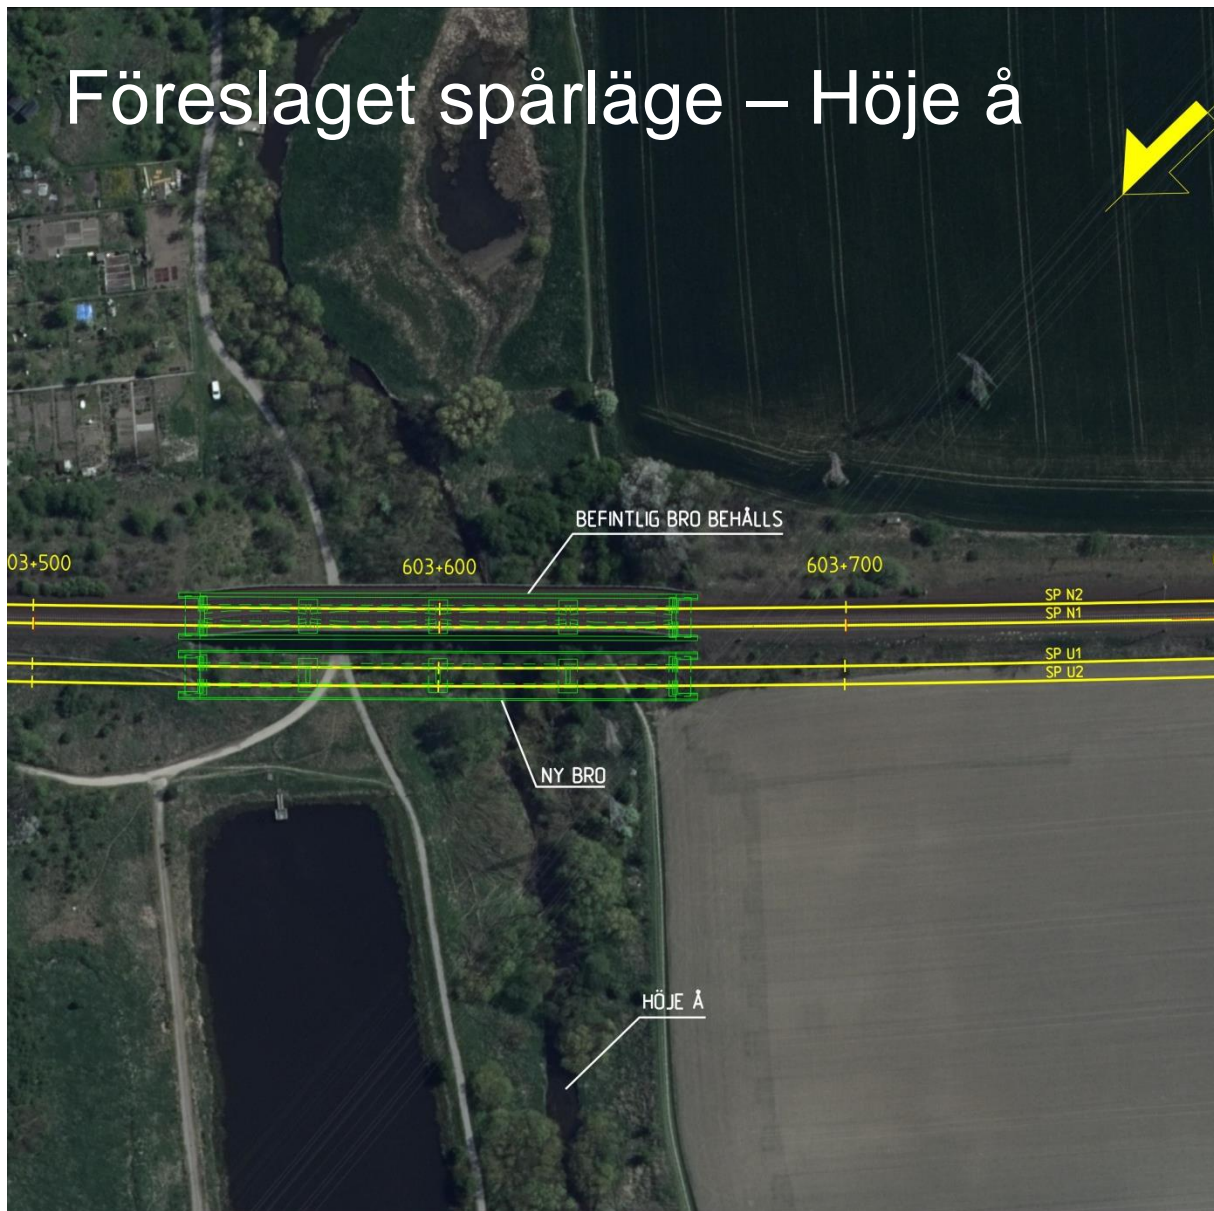 Föreslaget spårläge – Höje å
BEFINTLIG BRO BEHÅLLS
03+500
603+600
603+700
SP N2
SP N1
SP U1
SP U2
NY BRO
HÖJE Å